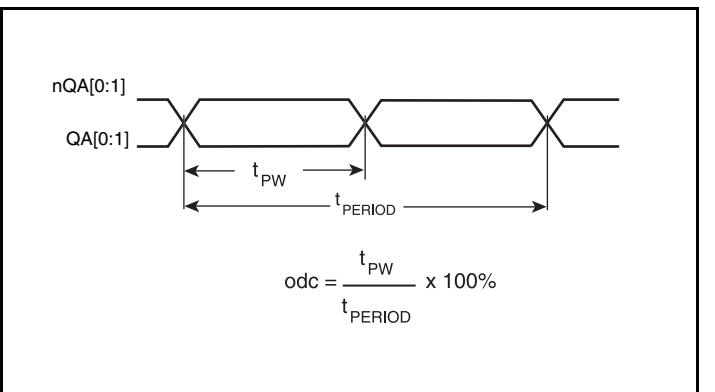 nQA[0:1]
QA[0:1]
tPW
tPERIOD
odc = tPW / tPERIOD x 100%